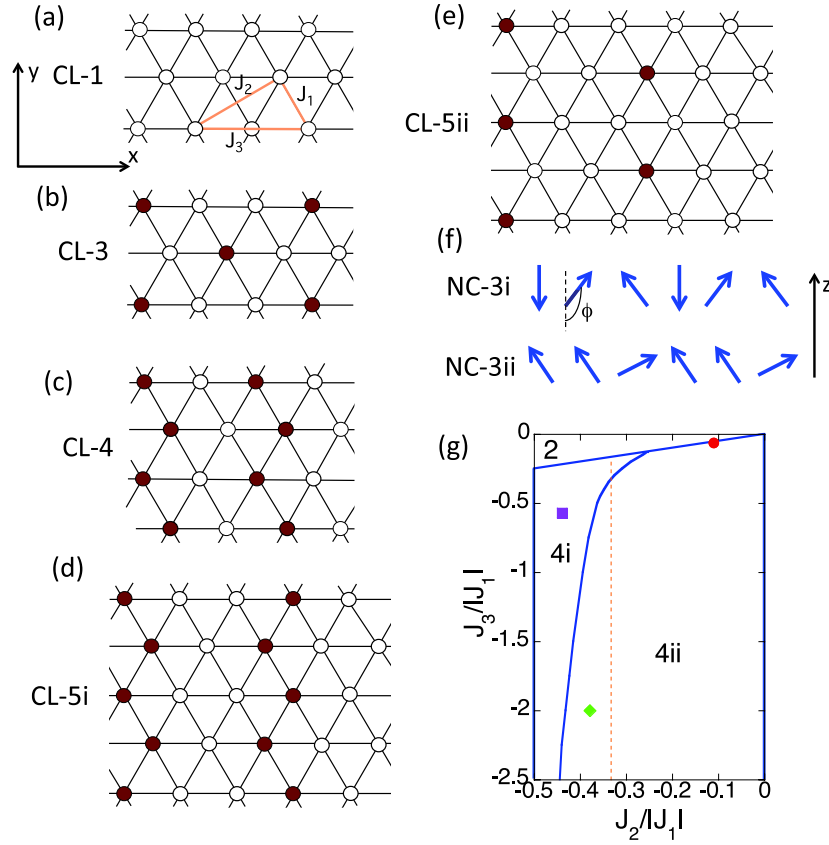 (a)
y
CL-1
J₂
J₁
J₃
x
(b)
CL-3
(c)
CL-4
(d)
CL-5i
(e)
CL-5ii
(f)
NC-3i
ϕ
z
NC-3ii
(g)
0
2
-0.5
4i
-1
J₃/|J₁|
-1.5
4ii
-2
-2.5
-0.5 -0.4 -0.3 -0.2 -0.1 0
J₂/|J₁|